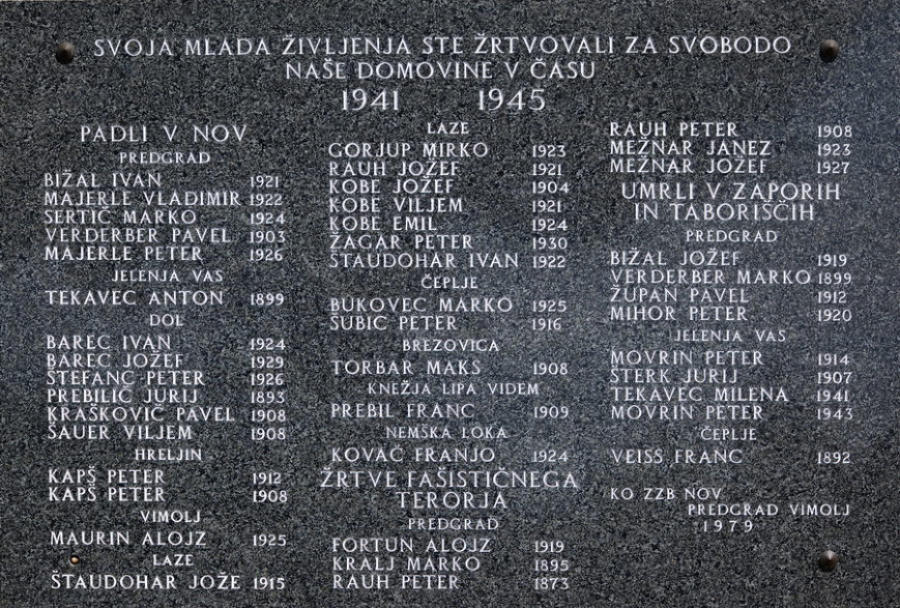 SVOJA MLADA ŽIVLJENJA STE ŽRTVOVALI ZA SVOBODO
NAŠE DOMOVINE V ČASU
1941 1945
PADLI V NOV
PREDGRAD
BIŽAL IVAN 1921
MAJERLE VLADIMIR 1922
SERTIČ MARKO 1924
VERDERBER PAVEL 1903
MAJERLE PETER 1926
JELENJA VAS
TEKAVEC ANTON 1899
DOL
BAREC IVAN 1924
BAREC JOŽEF 1929
ŠTEFANC PETER 1926
PREBILIČ JURIJ 1893
KRAŠKOVIČ PAVEL 1908
ŠAUER VILJEM 1908
HRELJIN
KAPŠ PETER 1912
KAPŠ PETER 1908
VIMOLJ
MAURIN ALOJZ 1925
LAZE
ŠTAUDOHAR JOŽE 1915
LAZE
GORJUP MIRKO 1923
RAUH JOŽEF 1921
KOBE JOŽEF 1904
KOBE VILJEM 1921
KOBE EMIL 1924
ŽAGAR PETER 1930
ŠTAUDOHAR IVAN 1922
ČEPLJE
BUKOVEC MARKO 1925
ŠUBIC PETER 1916
BREZOVICA
TORBAR MAKS 1908
KNEŽJA LIPA VIDEM
PREBIL FRANC 1909
NEMŠKA LOKA
KOVAČ FRANJO 1924
ŽRTVE FAŠISTIČNEGA
TERORJA
PREDGRAD
FORTUN ALOJZ 1919
KRALJ MARKO 1895
RAUH PETER 1873
RAUH PETER 1908
MEŽNAR JANEZ 1923
MEŽNAR JOŽEF 1927
UMRLI V ZAPORIH
IN TABORIŠČIH
PREDGRAD
BIŽAL JOŽEF 1919
VERDERBER MARKO 1899
ŽUPAN PAVEL 1912
MIHOR PETER 1920
JELENJA VAS
MOVRIN PETER 1914
ŠTERK JURIJ 1907
TEKAVEC MILENA 1941
MOVRIN PETER 1943
ČEPLJE
VEISS FRANC 1892
KO ZZB NOV
PREDGRAD VIMOLJ
1979